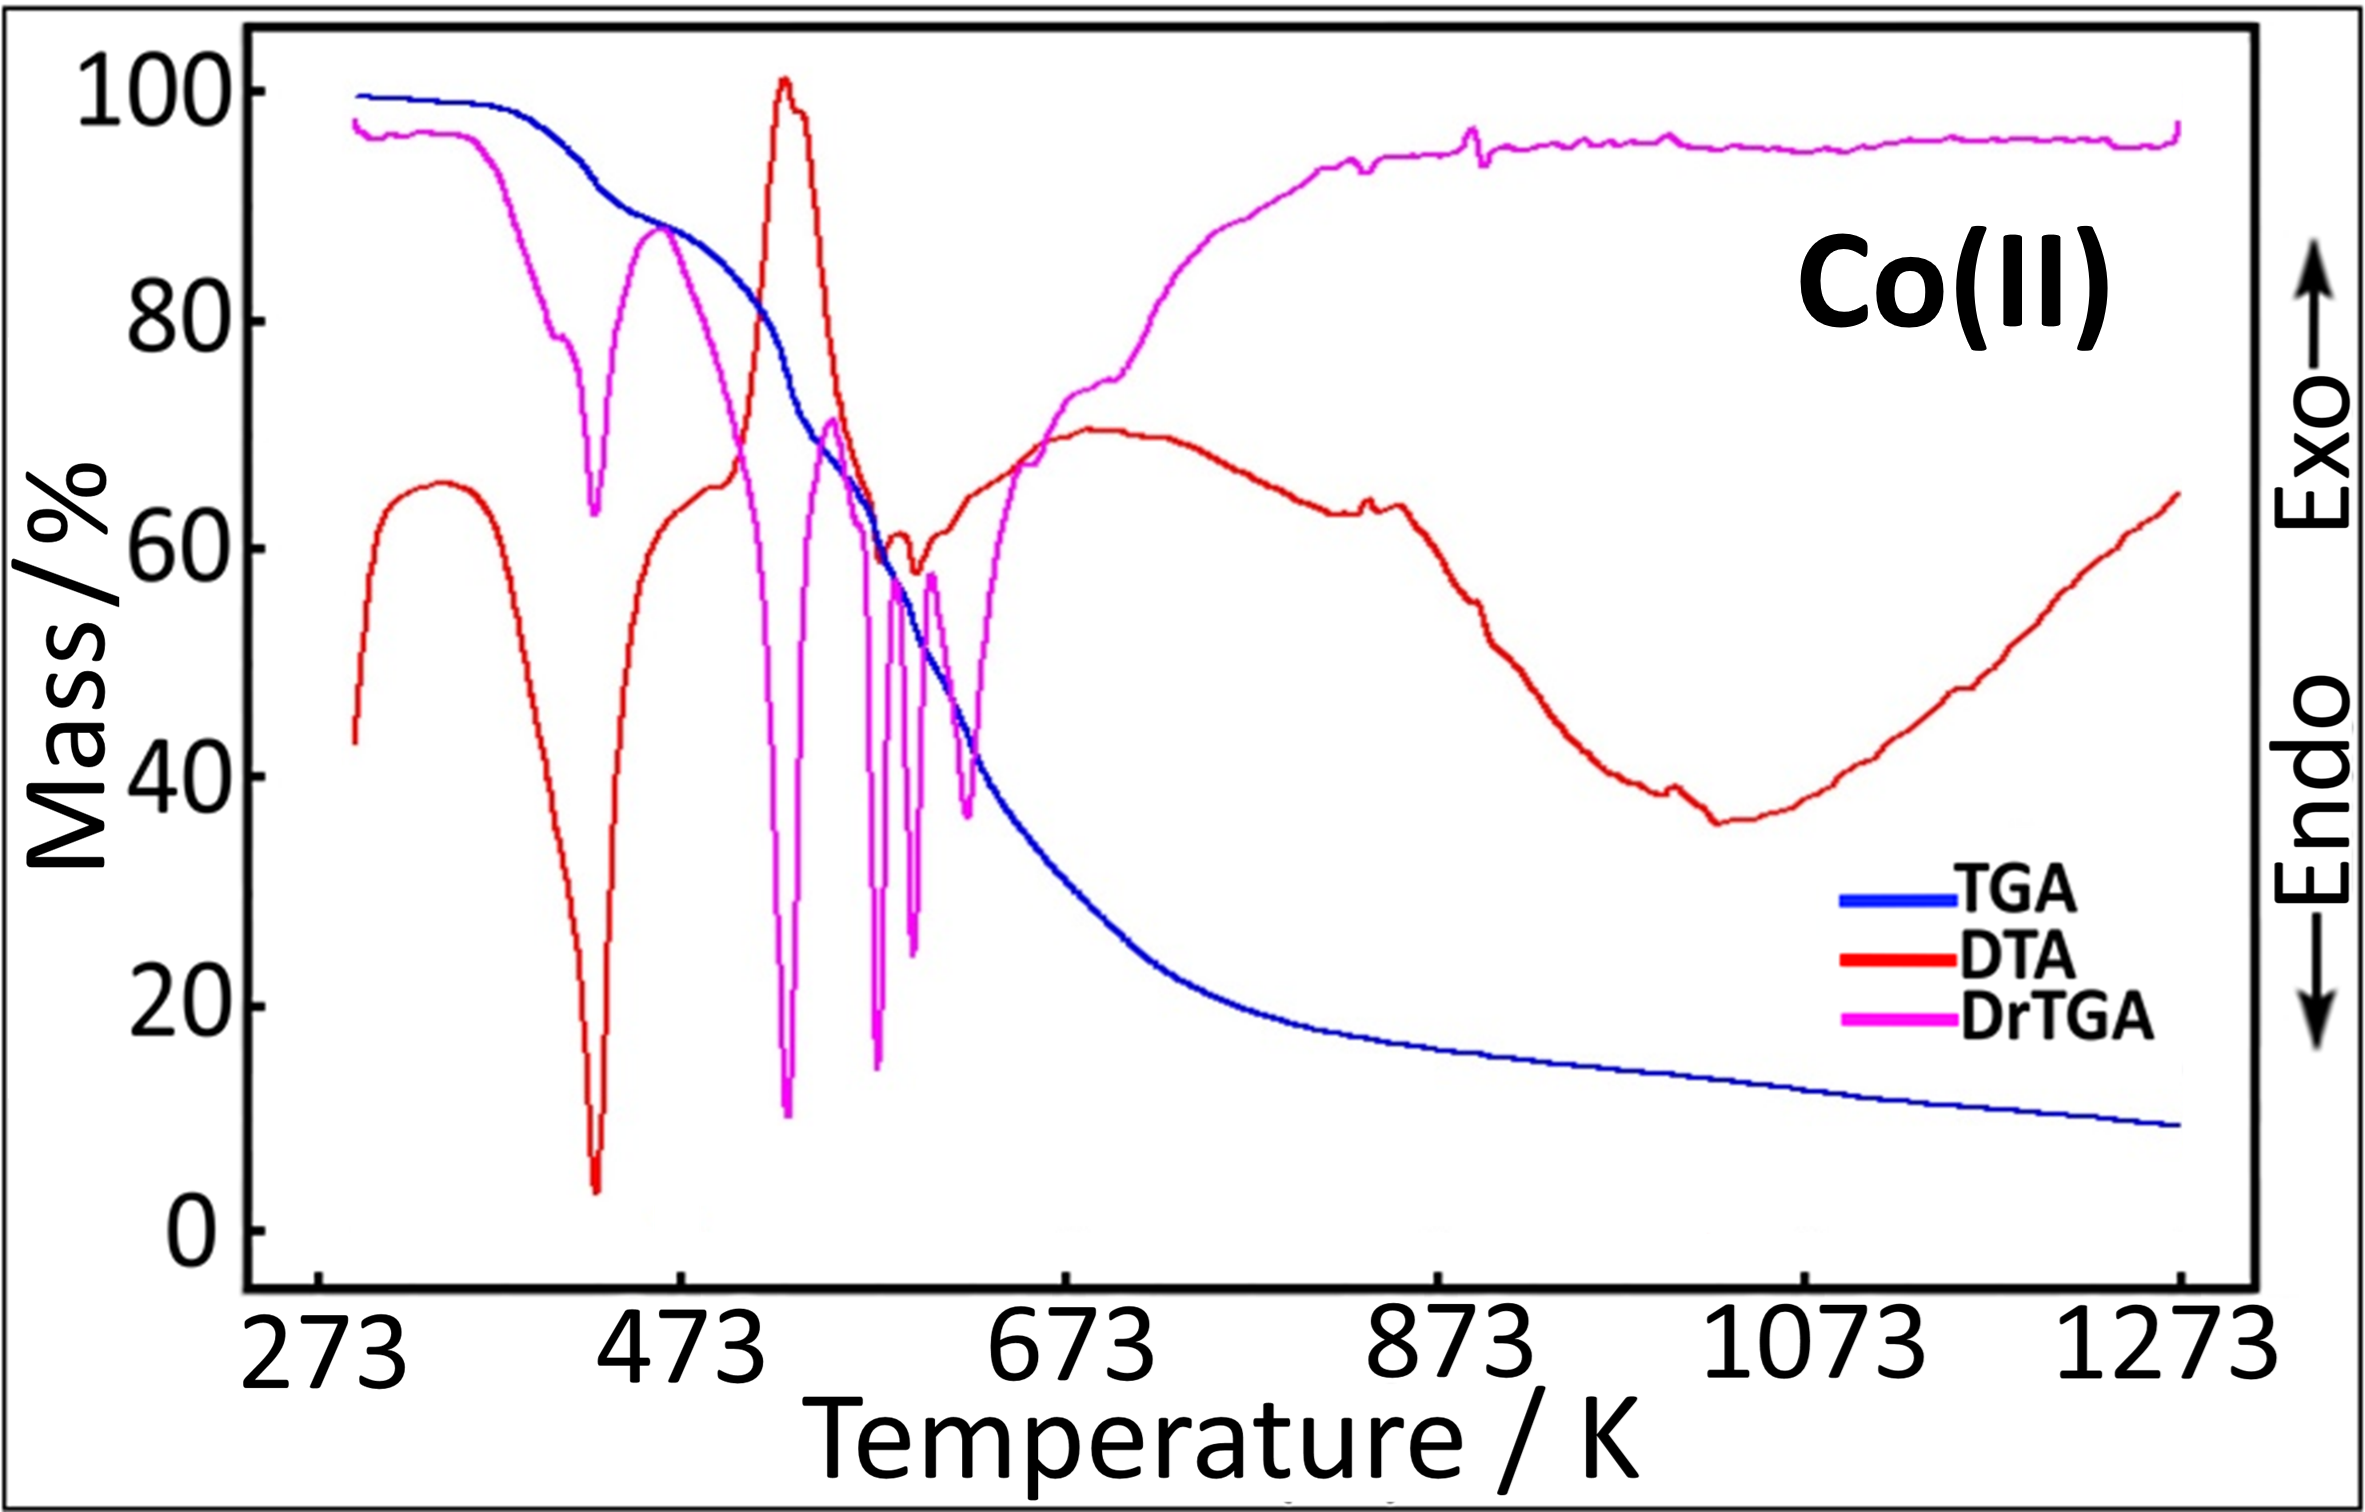 100
80
60
40
20
0
Mass / %
Co(II)
Exo
Endo
TGA
DTA
DrTGA
273 473 673 873 1073 1273
Temperature / K